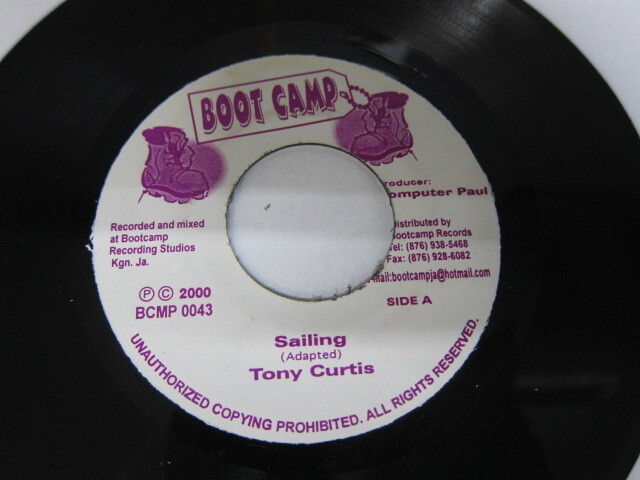 BOOT CAMP
Recorded and mixed
at Bootcamp
Recording Studios
Kgn. Ja.
℗ © 2000
BCMP 0043
roducer:
omputer Paul
Distributed by
ootcamp Records
Tel: (876) 938-5468
Fax: (876) 928-6082
mail:bootcampja@hotmail.com
SIDE A
Sailing
(Adapted)
Tony Curtis
UNAUTHORIZED COPYING PROHIBITED. ALL RIGHTS RESERVED.